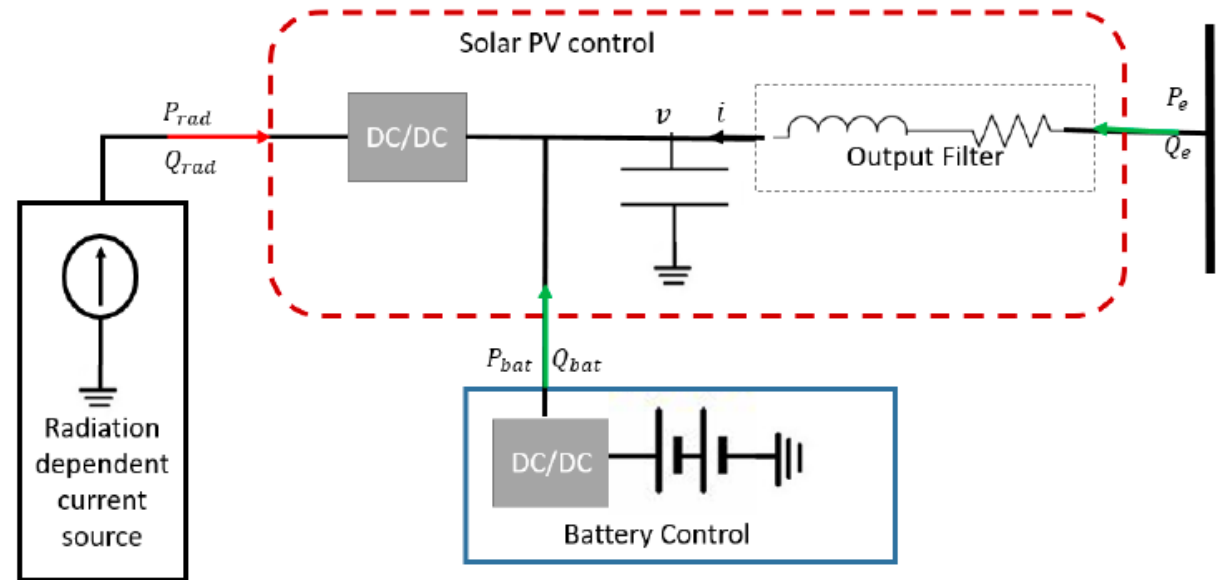 Solar PV control
P_rad
Q_rad
DC/DC
v
i
Output Filter
P_e
Q_e
P_bat
Q_bat
DC/DC
Battery Control
Radiation
dependent
current
source